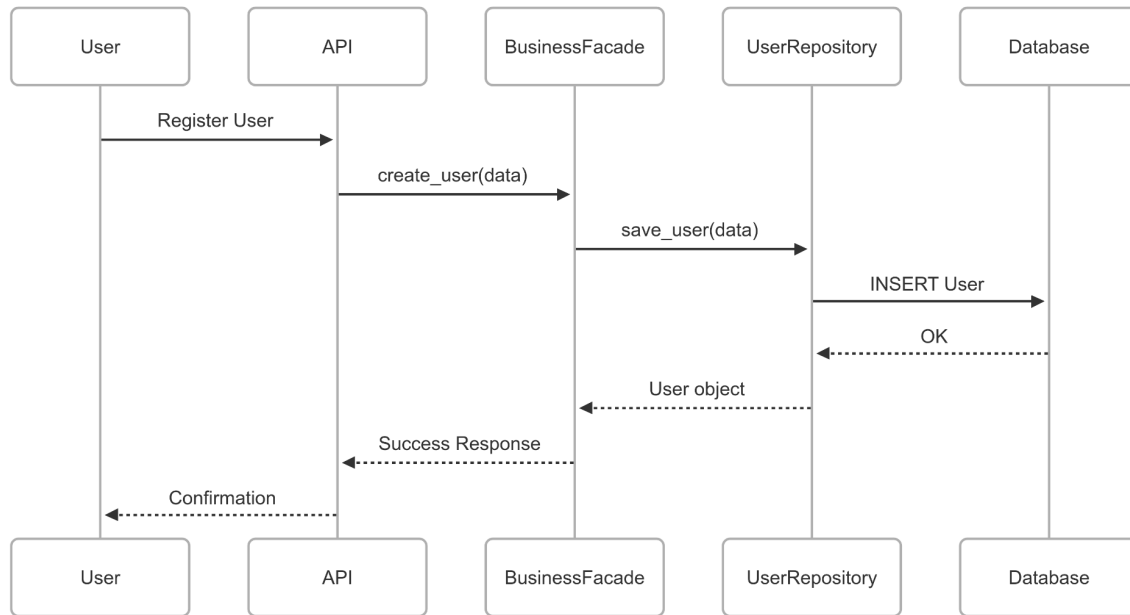 User
API
BusinessFacade
UserRepository
Database
Register User
create_user(data)
save_user(data)
INSERT User
OK
User object
Success Response
Confirmation
User
API
BusinessFacade
UserRepository
Database